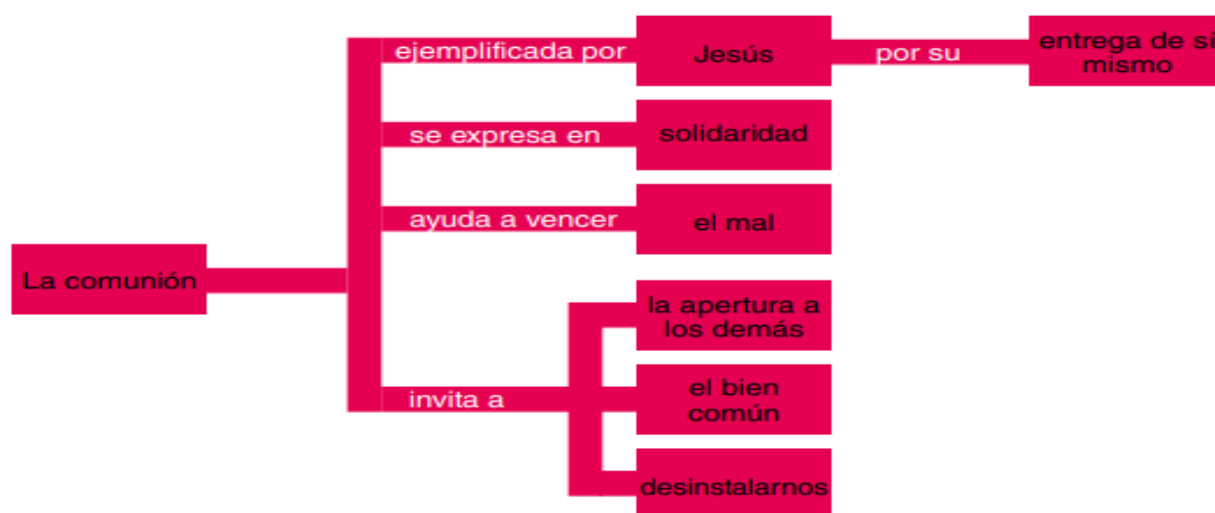 ejemplificada por
Jesús
por su
entrega de sí
mismo
se expresa en
solidaridad
ayuda a vencer
el mal
La comunión
la apertura a
los demás
invita a
el bien
común
desinstalarnos